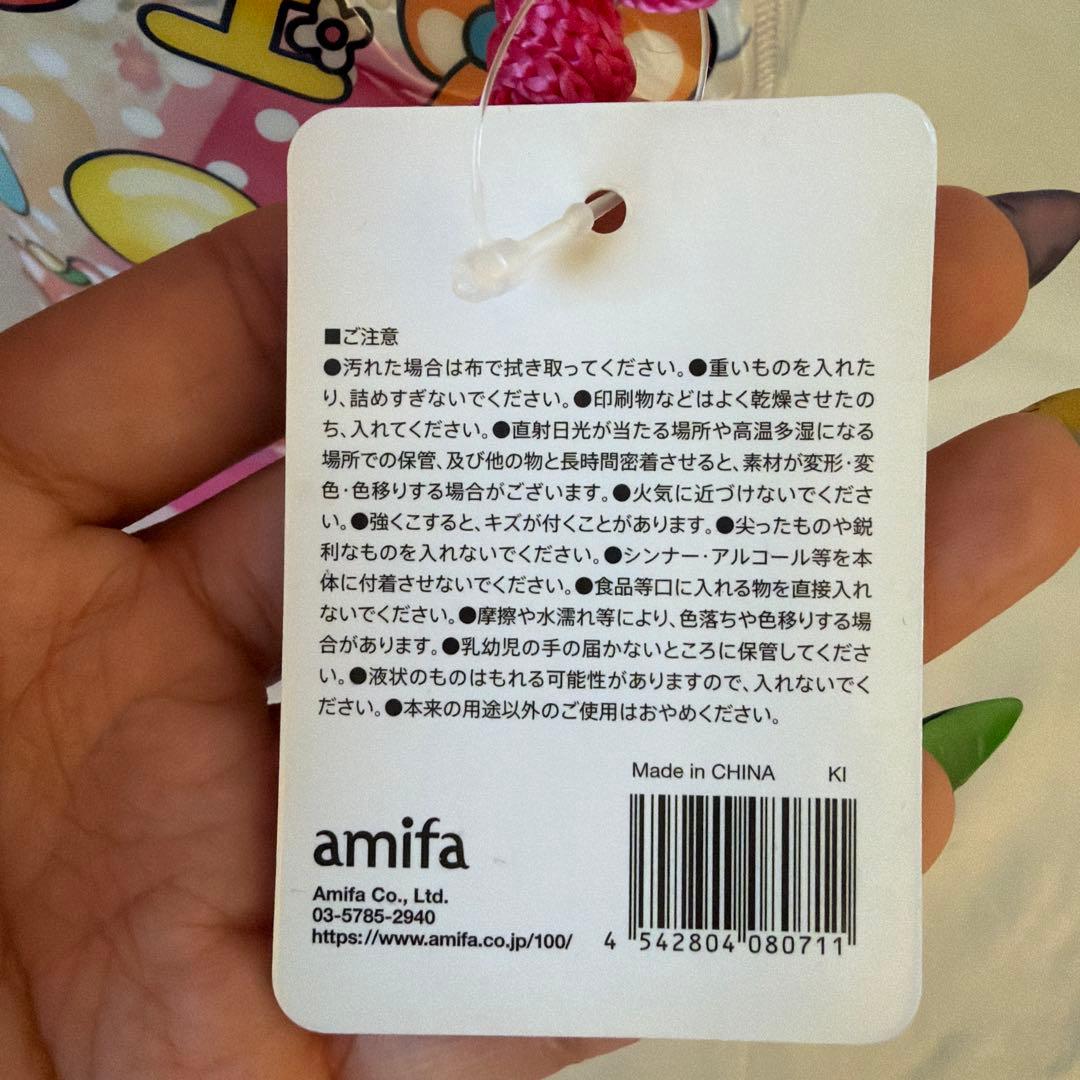 ■ご注意
●汚れた場合は布で拭き取ってください。●重いものを入れた
り、詰めすぎないでください。●印刷物などはよく乾燥させたの
ち、入れてください。●直射日光が当たる場所や高温多湿になる
場所での保管、及び他の物と長時間密着させると、素材が変形・変
色・色移りする場合がございます。●火気に近づけないでくださ
い。●強くこすると、キズが付くことがあります。●尖ったものや鋭
利なものを入れないでください。●シンナー・アルコール等を本
体に付着させないでください。●食品等口に入れる物を直接入れ
ないでください。●摩擦や水濡れ等により、色落ちや色移りする場
合があります。●乳幼児の手の届かないところに保管してくださ
い。●液状のものはもれる可能性がありますので、入れないでく
ださい。●本来の用途以外のご使用はおやめください。
Made in CHINA KI
amifa
Amifa Co., Ltd.
03-5785-2940
https://www.amifa.co.jp/100/
4 542804 080711